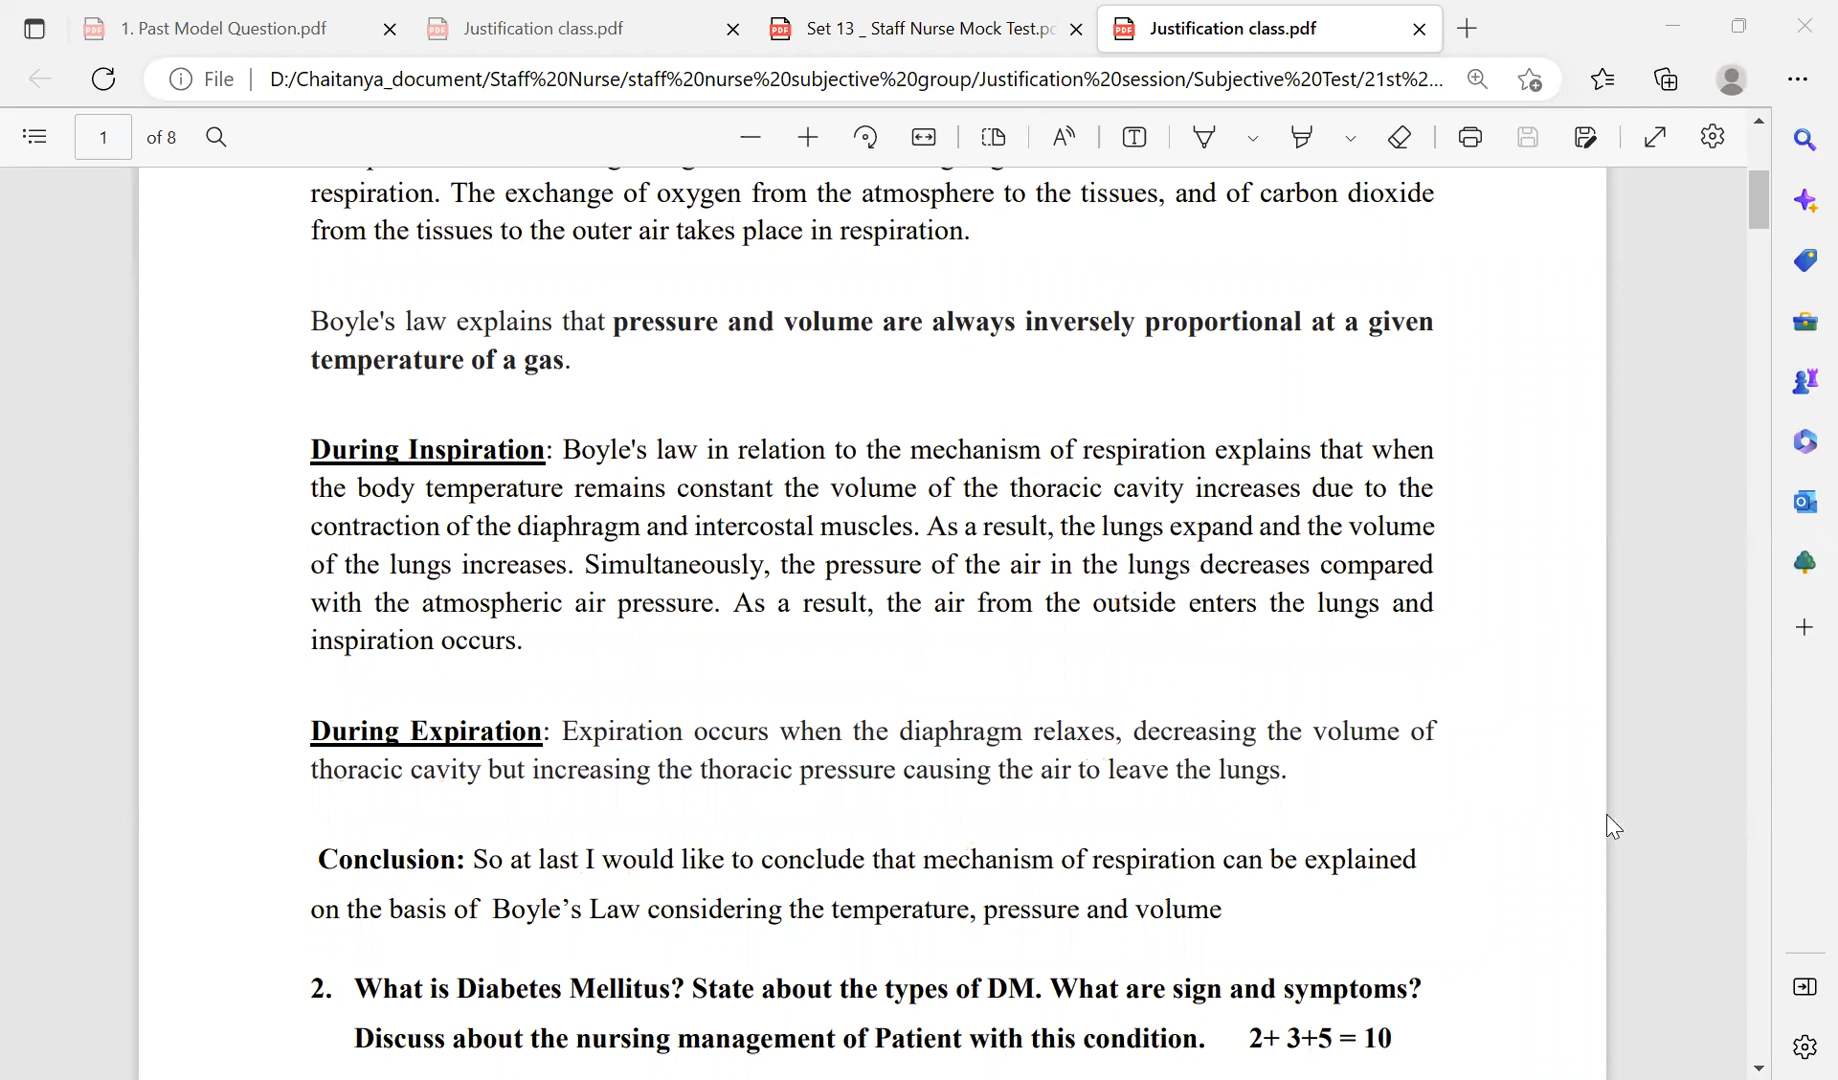 1. Past Model Question.pdf
Justification class.pdf
Set 13 _ Staff Nurse Mock Test.pd
Justification class.pdf
File
D:/Chaitanya_document/Staff%20Nurse/staff%20nurse%20subjective%20group/Justification%20session/Subjective%20Test/21st%2...
1 of 8
respiration. The exchange of oxygen from the atmosphere to the tissues, and of carbon dioxide
from the tissues to the outer air takes place in respiration.
Boyle's law explains that pressure and volume are always inversely proportional at a given
temperature of a gas.
During Inspiration: Boyle's law in relation to the mechanism of respiration explains that when
the body temperature remains constant the volume of the thoracic cavity increases due to the
contraction of the diaphragm and intercostal muscles. As a result, the lungs expand and the volume
of the lungs increases. Simultaneously, the pressure of the air in the lungs decreases compared
with the atmospheric air pressure. As a result, the air from the outside enters the lungs and
inspiration occurs.
During Expiration: Expiration occurs when the diaphragm relaxes, decreasing the volume of
thoracic cavity but increasing the thoracic pressure causing the air to leave the lungs.
Conclusion: So at last I would like to conclude that mechanism of respiration can be explained
on the basis of Boyle’s Law considering the temperature, pressure and volume
2. What is Diabetes Mellitus? State about the types of DM. What are sign and symptoms?
Discuss about the nursing management of Patient with this condition. 2+ 3+5 = 10